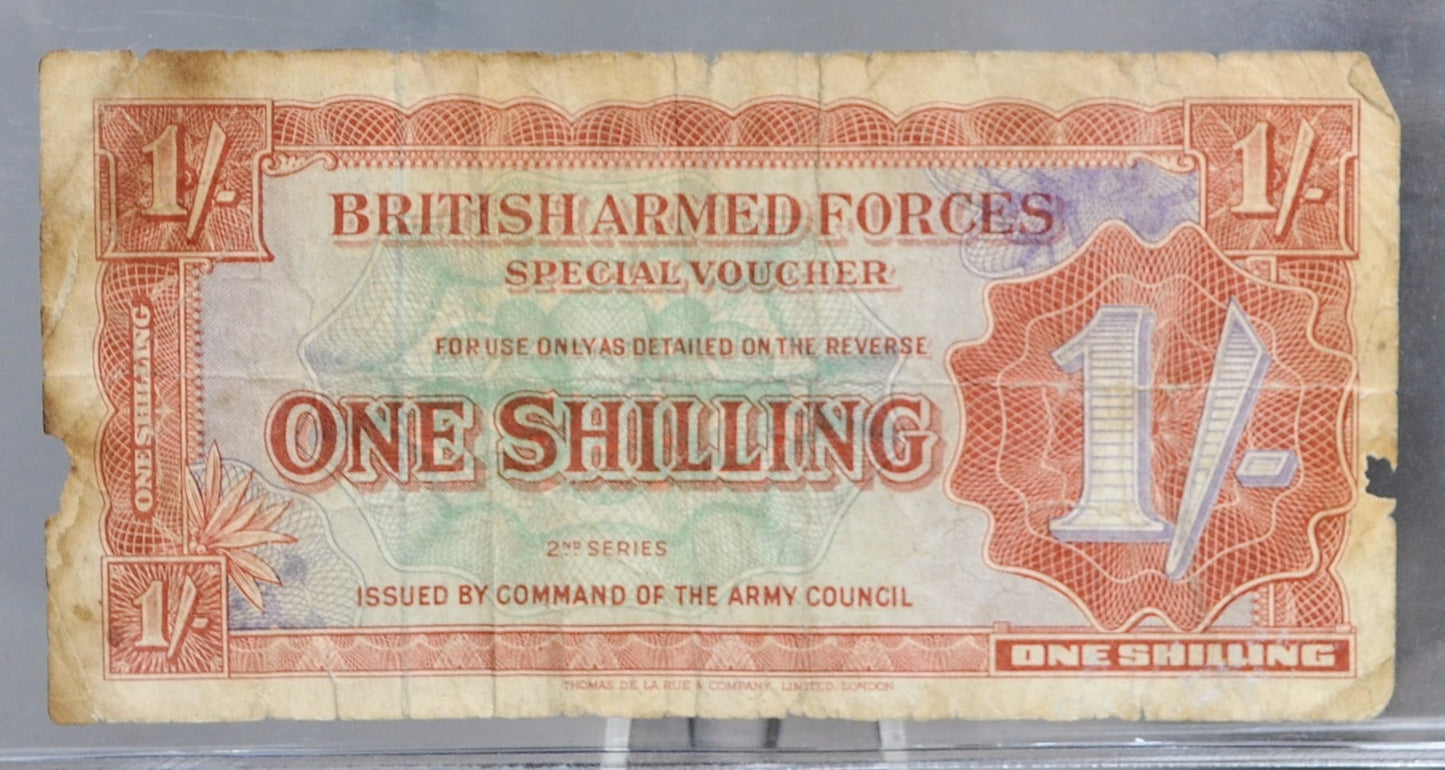 1/-
1/-
BRITISH ARMED FORCES
SPECIAL VOUCHER
FOR USE ONLY AS DETAILED ON THE REVERSE
ONE SHILLING
1/-
ONE SHILLING
2ND SERIES
ISSUED BY COMMAND OF THE ARMY COUNCIL
1/-
ONE SHILLING
THOMAS DE LA RUE & COMPANY, LIMITED, LONDON